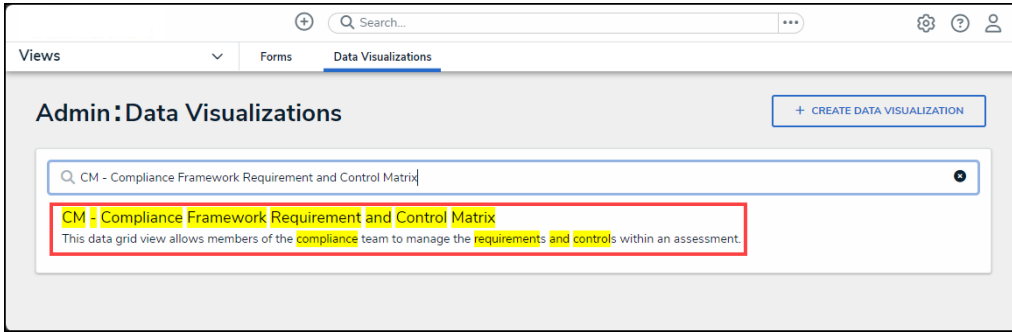 Search...
Views
Forms
Data Visualizations
Admin:Data Visualizations
+ CREATE DATA VISUALIZATION
CM - Compliance Framework Requirement and Control Matrix
CM - Compliance Framework Requirement and Control Matrix
This data grid view allows members of the compliance team to manage the requirements and controls within an assessment.